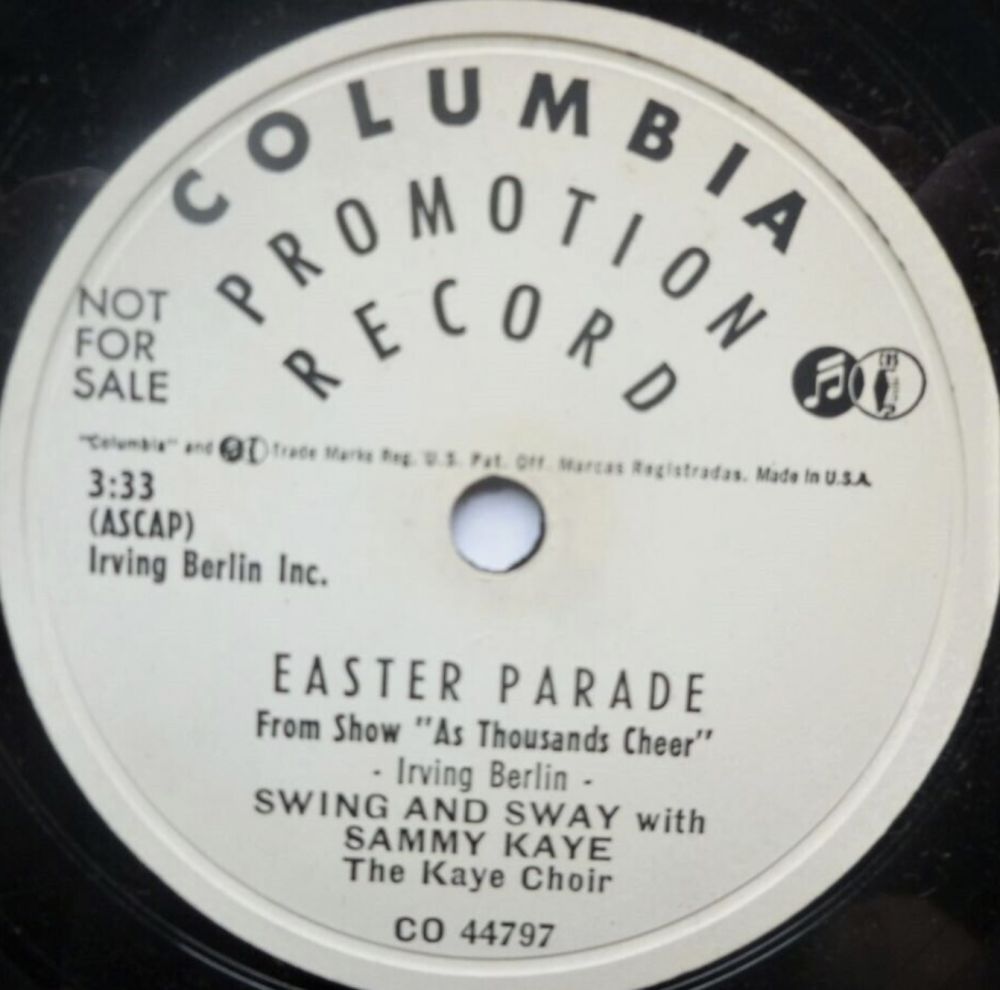 COLUMBIA
PROMOTION
RECORD
NOT
FOR
SALE
"Columbia" and Trade Marks Reg. U.S. Pat. Off. Marcas Registradas. Made in U.S.A.
3:33
(ASCAP)
Irving Berlin Inc.
EASTER PARADE
From Show "As Thousands Cheer"
- Irving Berlin -
SWING AND SWAY with
SAMMY KAYE
The Kaye Choir
CO 44797